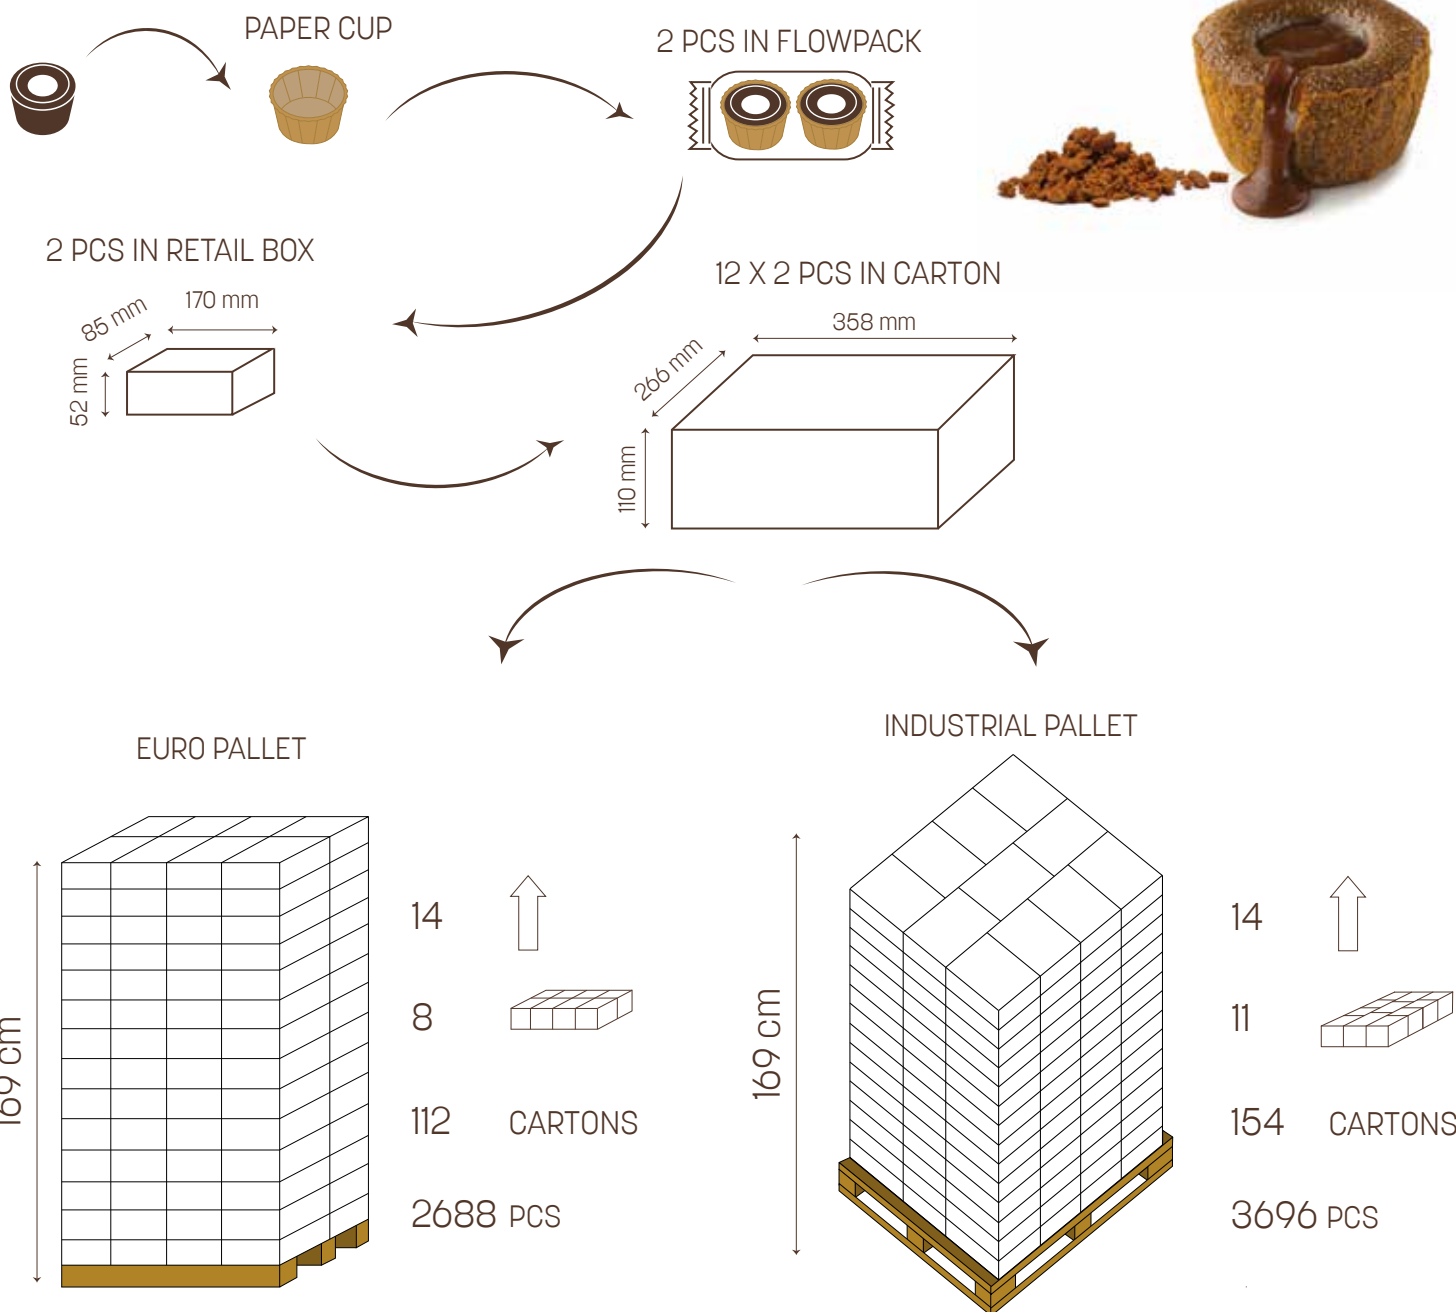 PAPER CUP
2 PCS IN FLOWPACK
2 PCS IN RETAIL BOX
85 mm
170 mm
52 mm
12 X 2 PCS IN CARTON
358 mm
266 mm
110 mm
EURO PALLET
169 cm
14
8
112 CARTONS
2688 PCS
INDUSTRIAL PALLET
169 cm
14
11
154 CARTONS
3696 PCS